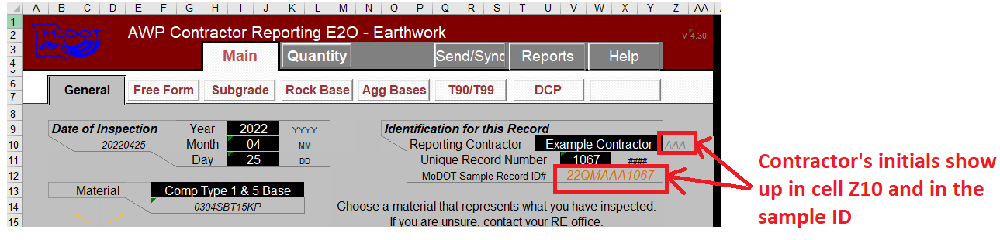 A B C D E F G H I J K L M N O P Q R S T U V W X Y Z AA
1
2 MoDOT AWP Contractor Reporting E2O - Earthwork v 4.30
3 Main Quantity Send/Sync Reports Help
4
5
6 General Free Form Subgrade Rock Base Agg Bases T90/T99 DCP
7
8
9 Date of Inspection Year 2022 YYYY Identification for this Record
10 20220425 Month 04 MM Reporting Contractor Example Contractor AAA
11 Day 25 DD Unique Record Number 1067 ####
12 MoDOT Sample Record ID# 22QMAAA1067
13 Material Comp Type 1 & 5 Base
14 0304SBT15KP Choose a material that represents what you have inspected.
15 If you are unsure, contact your RE office.
Contractor's initials show
up in cell Z10 and in the
sample ID